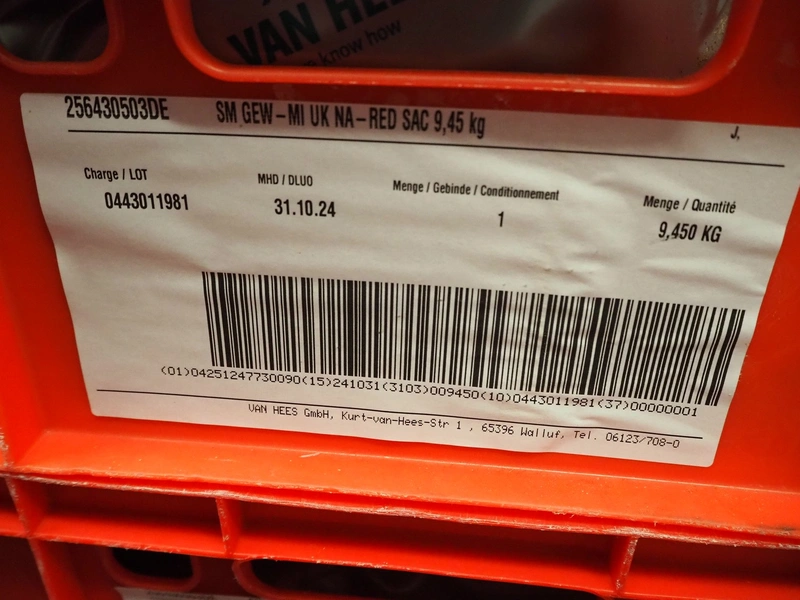 VAN HEES
know how
256430503DE SM GEW-MI UK NA-RED SAC 9,45 kg J,
Charge / LOT MHD / DLUO Menge / Gebinde / Conditionnement Menge / Quantité
0443011981 31.10.24 1 9,450 KG
(01)04251247730090(15)241031(3103)009450(10)0443011981(37)00000001
VAN HEES GmbH, Kurt-van-Hees-Str 1 , 65396 Walluf, Tel. 06123/708-0